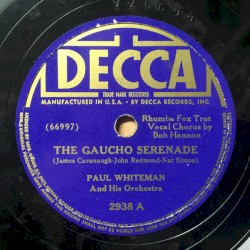 DECCA
TRADE MARK REGISTERED
MANUFACTURED IN U.S.A. • BY DECCA RECORDS, INC.
(66997)
Rhumba Fox Trot
Vocal Chorus by
Bob Hannon
THE GAUCHO SERENADE
(James Cavanaugh-John Redmond-Nat Simon)
PAUL WHITEMAN
And His Orchestra
2938 A